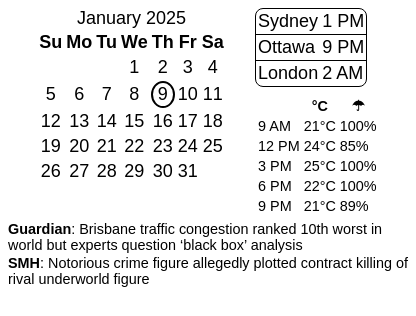 January 2025
Su Mo Tu We Th Fr Sa
1 2 3 4
5 6 7 8 9 10 11
12 13 14 15 16 17 18
19 20 21 22 23 24 25
26 27 28 29 30 31
Sydney 1 PM
Ottawa 9 PM
London 2 AM
°C ☂
9 AM 21°C 100%
12 PM 24°C 85%
3 PM 25°C 100%
6 PM 22°C 100%
9 PM 21°C 89%
Guardian: Brisbane traffic congestion ranked 10th worst in
world but experts question ‘black box’ analysis
SMH: Notorious crime figure allegedly plotted contract killing of
rival underworld figure